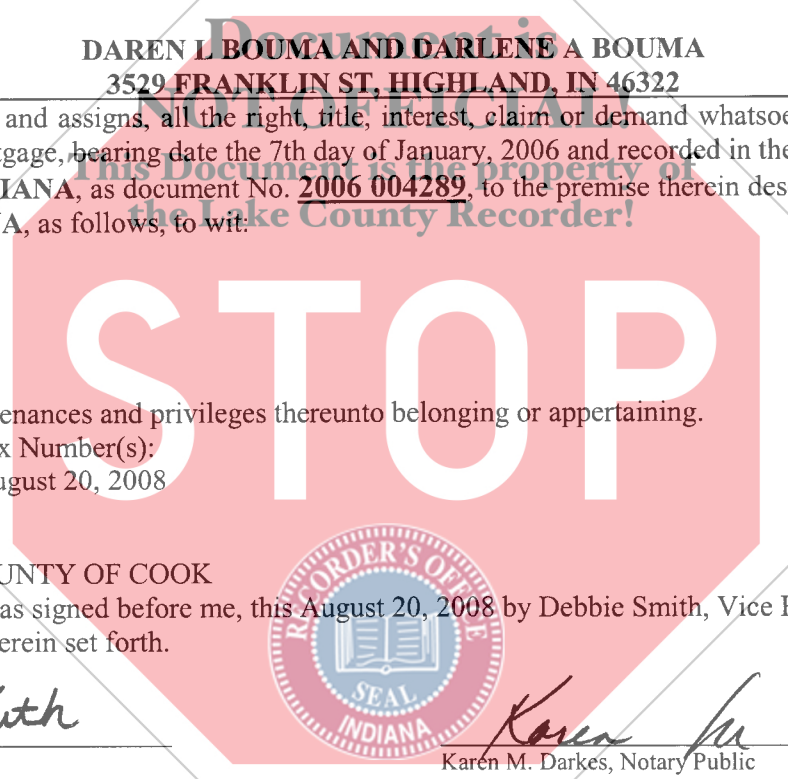 Document is
DAREN L BOUMA AND DARLENE A BOUMA
3529 FRANKLIN ST, HIGHLAND, IN 46322
NOT OFFICIAL!
and assigns, all the right, title, interest, claim or demand whatsoe
tgage, bearing date the 7th day of January, 2006 and recorded in the
This Document is the property of
IANA, as document No. 2006 004289, to the premise therein des
the Lake County Recorder!
A, as follows, to wit:
STOP
enances and privileges thereunto belonging or appertaining.
x Number(s):
ugust 20, 2008
UNTY OF COOK
as signed before me, this August 20, 2008 by Debbie Smith, Vice P
erein set forth.
RECORDER'S OFFICE
SEAL
INDIANA
Karen M. Darkes, Notary Public